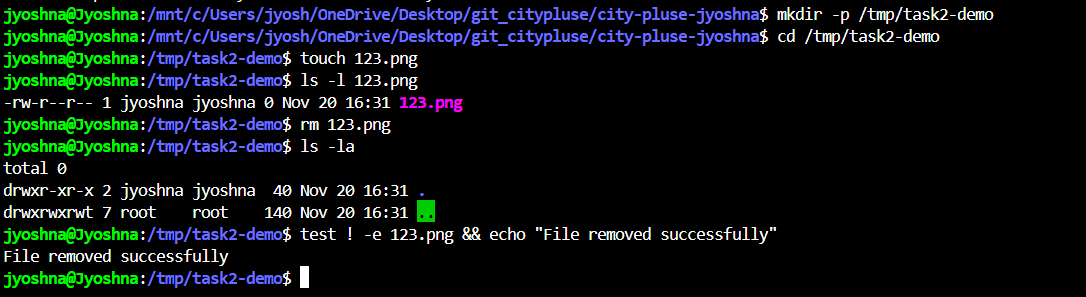 jyoshna@Jyoshna:/mnt/c/Users/jyosh/OneDrive/Desktop/git_citypluse/city-pluse-jyoshna$ mkdir -p /tmp/task2-demo
jyoshna@Jyoshna:/mnt/c/Users/jyosh/OneDrive/Desktop/git_citypluse/city-pluse-jyoshna$ cd /tmp/task2-demo
jyoshna@Jyoshna:/tmp/task2-demo$ touch 123.png
jyoshna@Jyoshna:/tmp/task2-demo$ ls -l 123.png
-rw-r--r-- 1 jyoshna jyoshna 0 Nov 20 16:31 123.png
jyoshna@Jyoshna:/tmp/task2-demo$ rm 123.png
jyoshna@Jyoshna:/tmp/task2-demo$ ls -la
total 0
drwxr-xr-x 2 jyoshna jyoshna  40 Nov 20 16:31 .
drwxrwxrwt 7 root    root    140 Nov 20 16:31 ..
jyoshna@Jyoshna:/tmp/task2-demo$ test ! -e 123.png && echo "File removed successfully"
File removed successfully
jyoshna@Jyoshna:/tmp/task2-demo$